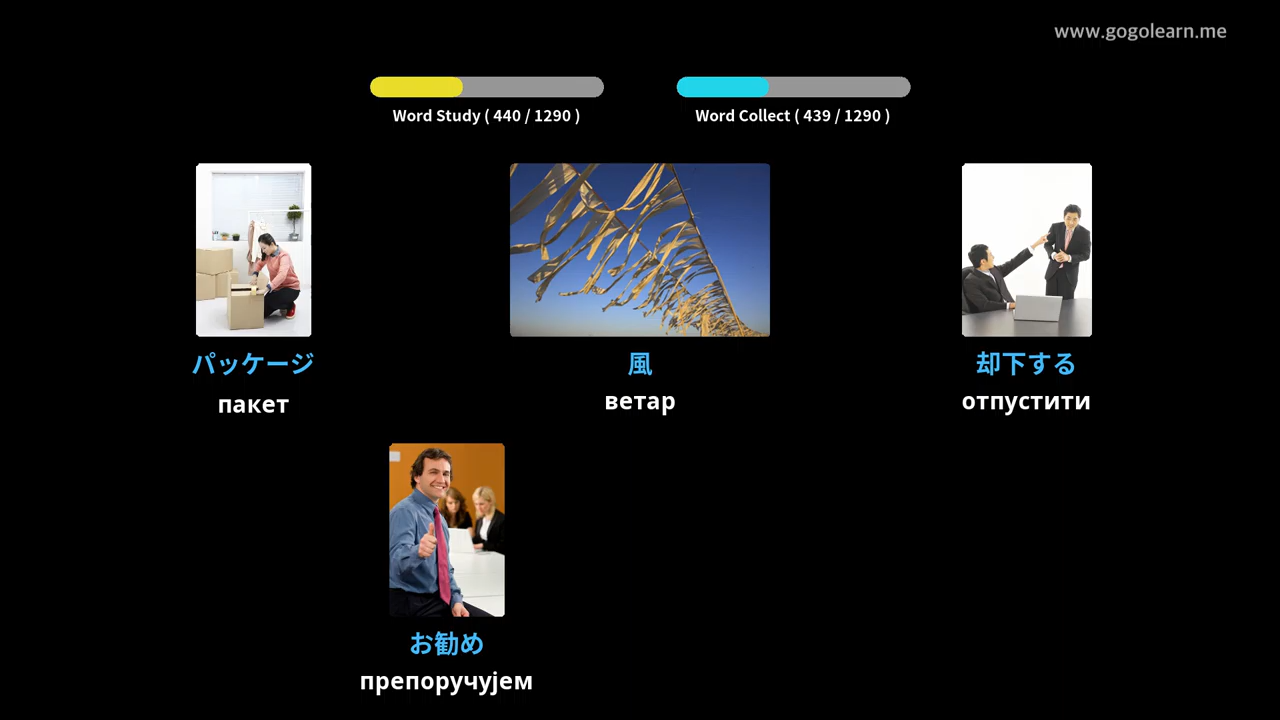 www.gogolearn.me
Word Study ( 440 / 1290 )
Word Collect ( 439 / 1290 )
パッケージ
пакет
風
ветар
却下する
отпустити
お勧め
препоручујем